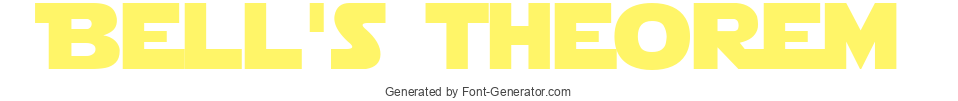 BELL'S THEOREM
Generated by Font-Generator.com